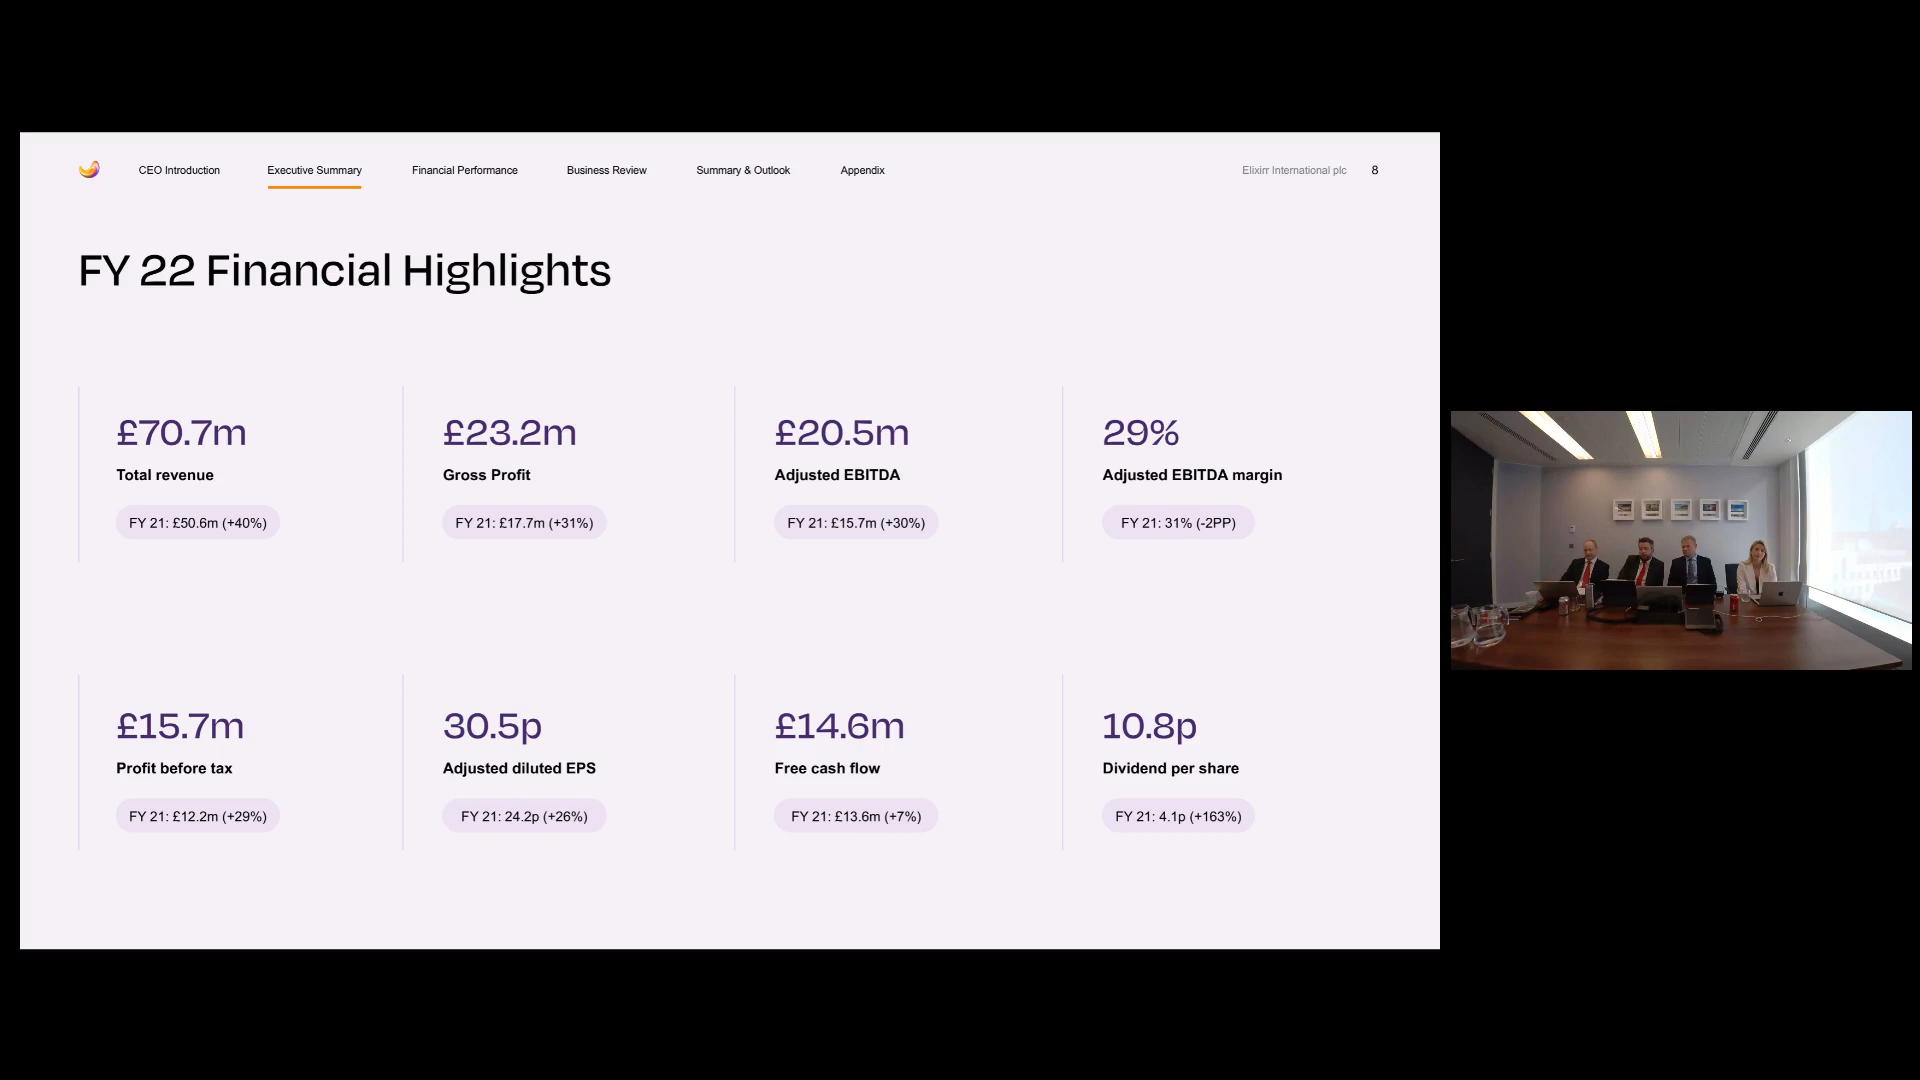 CEO Introduction Executive Summary Financial Performance Business Review Summary & Outlook Appendix Elixirr International plc 8
FY 22 Financial Highlights
£70.7m £23.2m £20.5m 29%
Total revenue Gross Profit Adjusted EBITDA Adjusted EBITDA margin
FY 21: £50.6m (+40%) FY 21: £17.7m (+31%) FY 21: £15.7m (+30%) FY 21: 31% (-2PP)
£15.7m 30.5p £14.6m 10.8p
Profit before tax Adjusted diluted EPS Free cash flow Dividend per share
FY 21: £12.2m (+29%) FY 21: 24.2p (+26%) FY 21: £13.6m (+7%) FY 21: 4.1p (+163%)